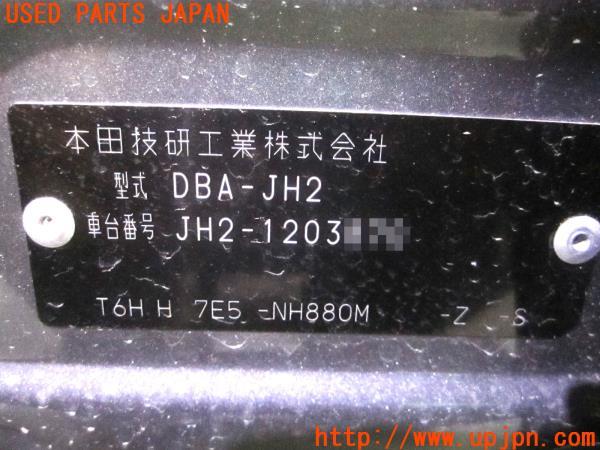 USED PARTS JAPAN
本田技研工業株式会社
型式 DBA-JH2
車台番号 JH2-1203
T6H H 7E5 -NH880M -Z -S
http://www.upjpn.com/